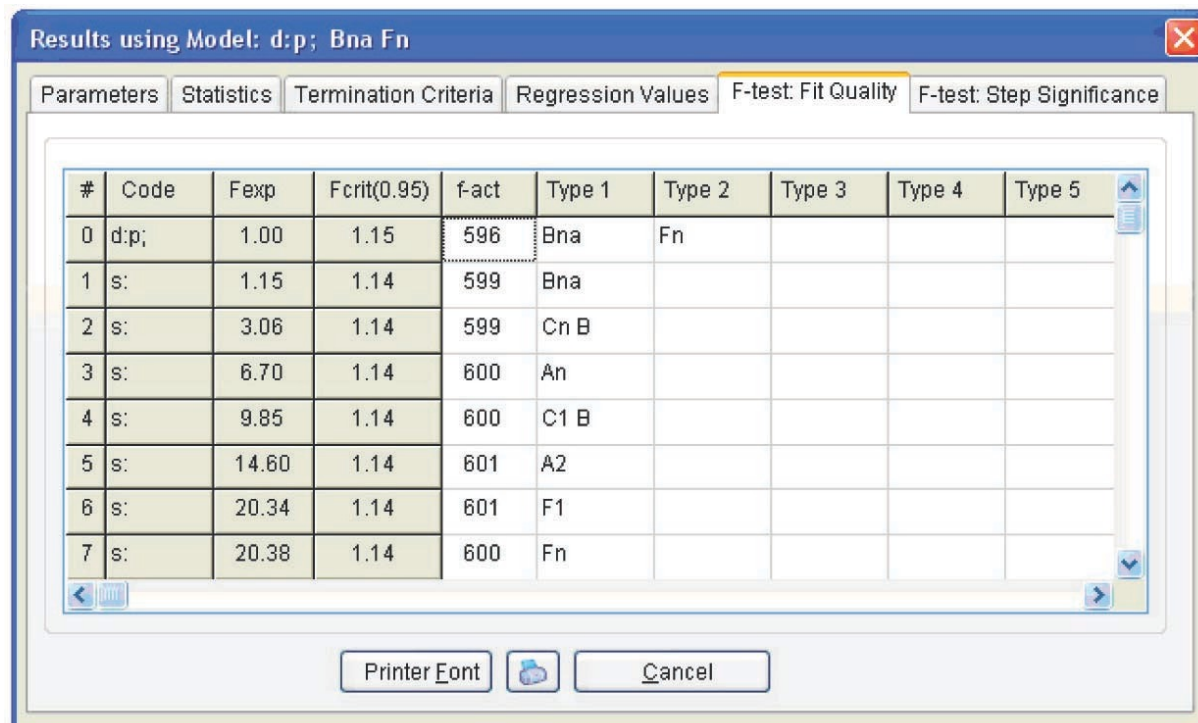 Results using Model: d:p; Bna Fn
Parameters Statistics Termination Criteria Regression Values F-test: Fit Quality F-test: Step Significance
# Code Fexp Fcrit(0.95) f-act Type 1 Type 2 Type 3 Type 4 Type 5
0 d:p; 1.00 1.15 596 Bna Fn
1 s: 1.15 1.14 599 Bna
2 s: 3.06 1.14 599 Cn B
3 s: 6.70 1.14 600 An
4 s: 9.85 1.14 600 C1 B
5 s: 14.60 1.14 601 A2
6 s: 20.34 1.14 601 F1
7 s: 20.38 1.14 600 Fn
Printer Font Cancel